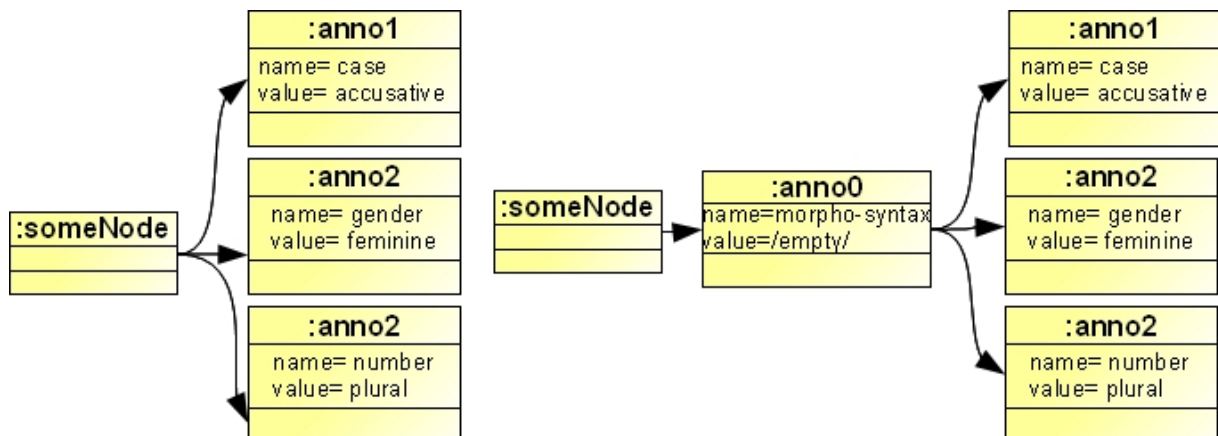 :anno1
name= case
value= accusative
:anno2
name= gender
value= feminine
:someNode
:anno2
name= number
value= plural
:someNode
:anno0
name=morpho-syntax
value=/empty/
:anno1
name= case
value= accusative
:anno2
name= gender
value= feminine
:anno2
name= number
value= plural